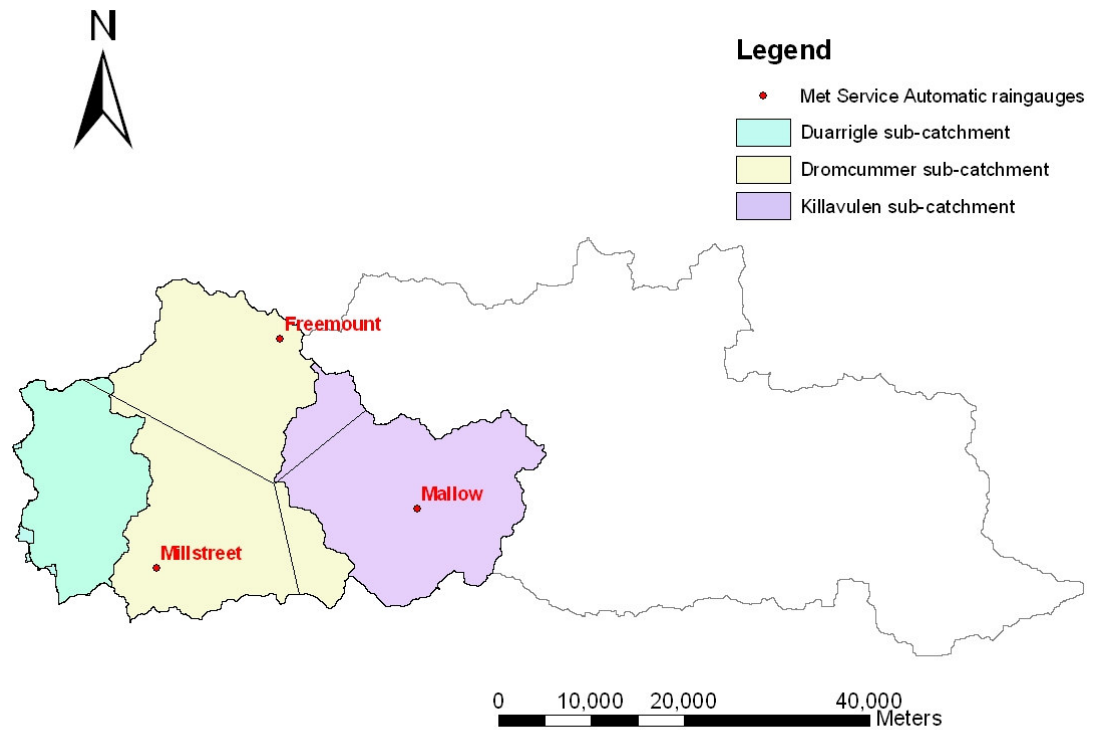 N
Legend
Met Service Automatic raingauges
Duarrigle sub-catchment
Dromcummer sub-catchment
Killavulen sub-catchment
Freemount
Mallow
Millstreet
0 10,000 20,000 40,000
Meters